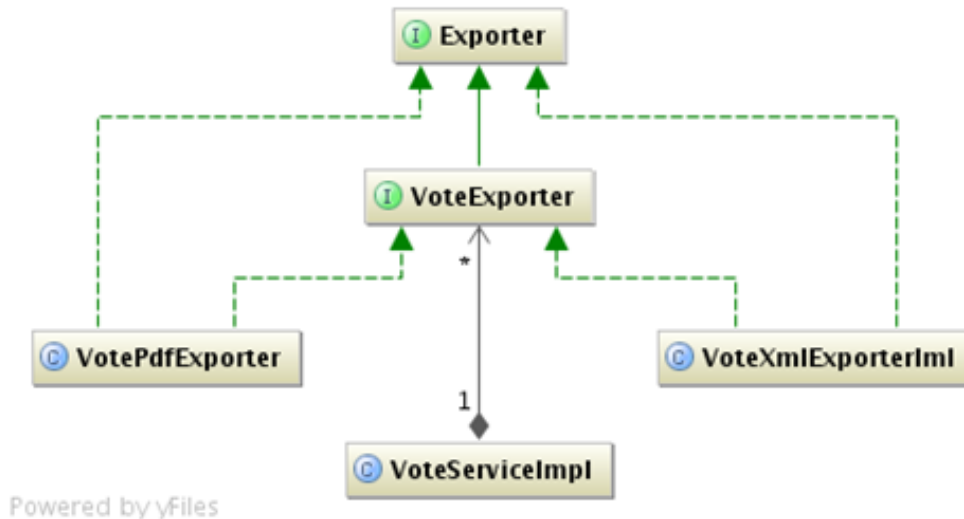 I Exporter
I VoteExporter
*
C VotePdfExporter
C VoteXmlExporterIml
1
C VoteServiceImpl
Powered by yFiles